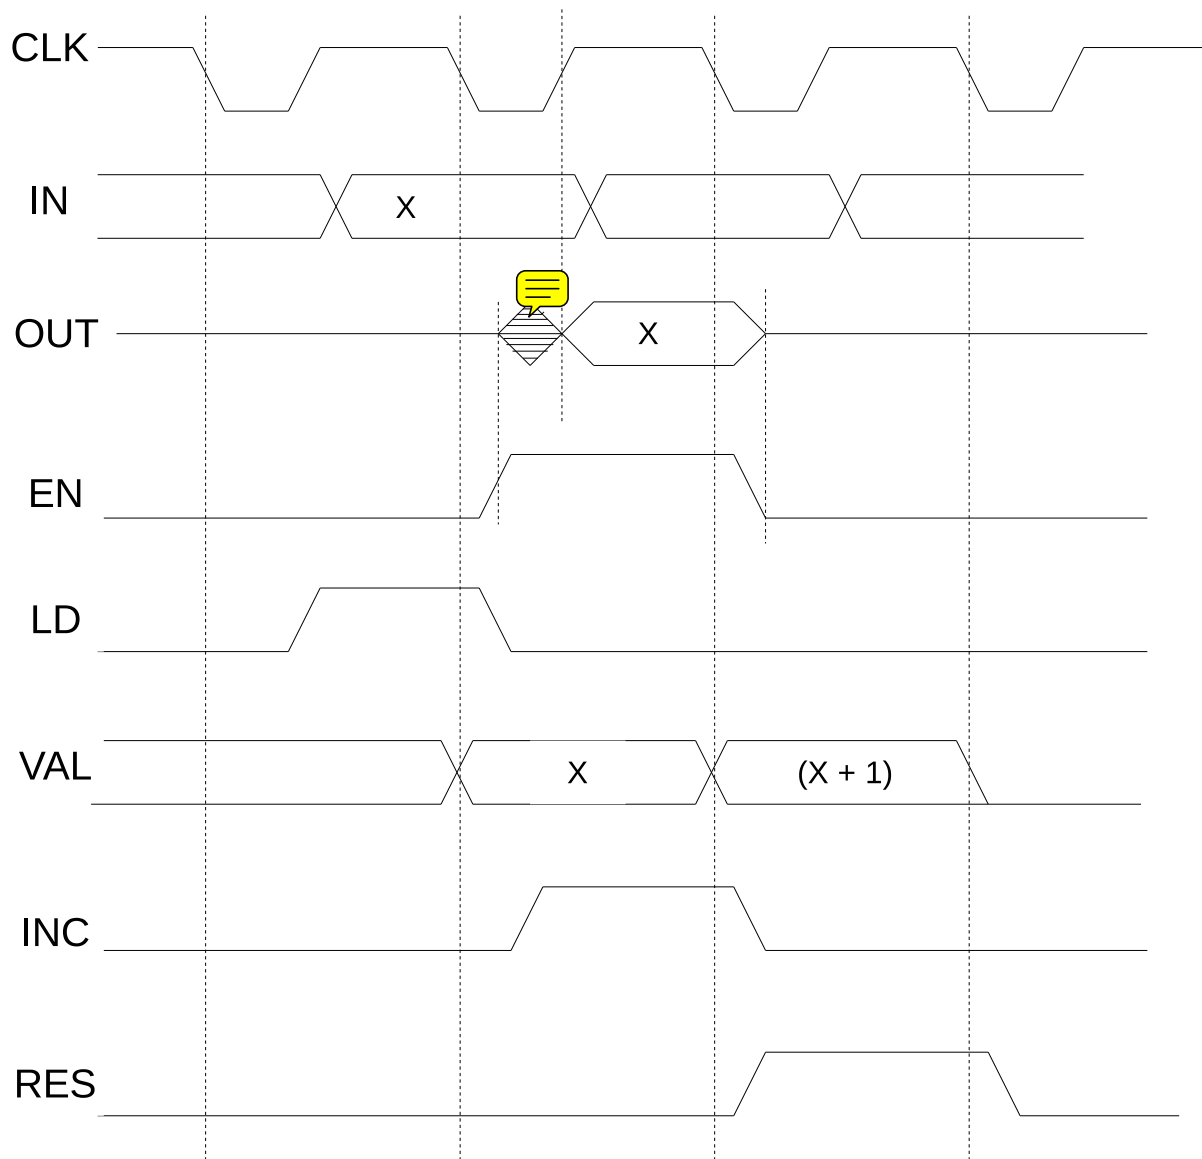 CLK
IN
X
OUT
X
EN
LD
VAL
X
(X + 1)
INC
RES